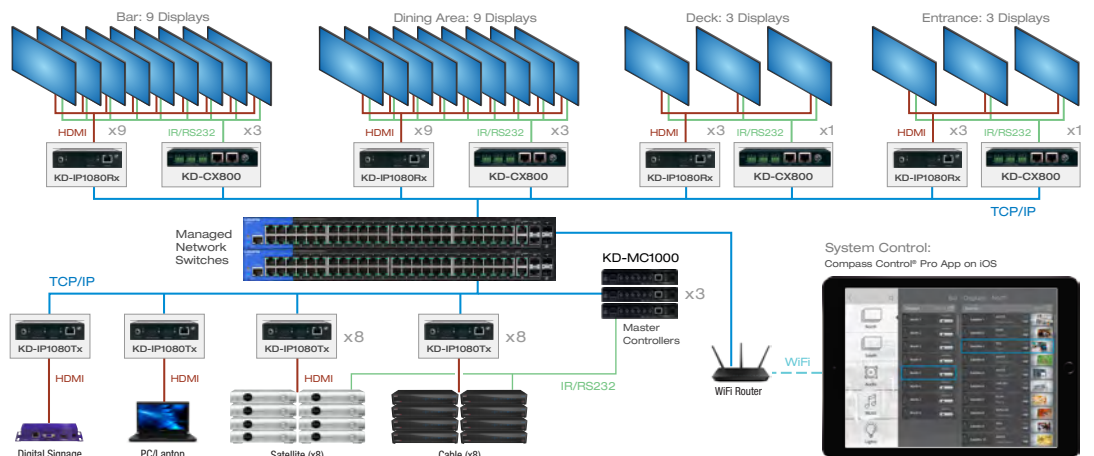 Bar: 9 Displays
Dining Area: 9 Displays
Deck: 3 Displays
Entrance: 3 Displays
HDMI x9 IR/RS232 x3
HDMI x9 IR/RS232 x3
HDMI x3 IR/RS232 x1
HDMI x3 IR/RS232 x1
KD-IP1080Rx KD-CX800
KD-IP1080Rx KD-CX800
KD-IP1080Rx KD-CX800
KD-IP1080Rx KD-CX800
TCP/IP
Managed
Network
Switches
KD-MC1000
x3
Master
Controllers
System Control:
Compass Control® Pro App on iOS
TCP/IP
KD-IP1080Tx
KD-IP1080Tx
KD-IP1080Tx x8
KD-IP1080Tx x8
HDMI
HDMI
HDMI
IR/RS232
WiFi
WiFi Router
Digital Signage
PC/Laptop
Satellite (x8)
Cable (x8)
Lights